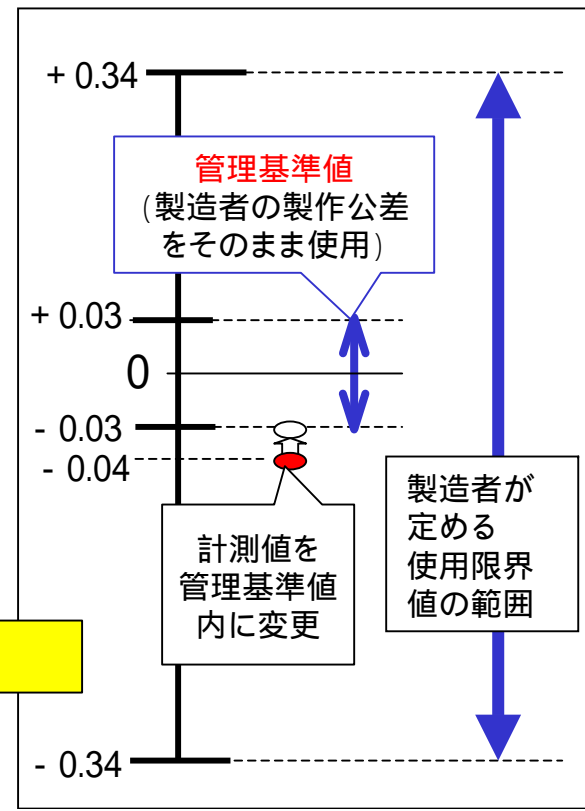 + 0.34
管理基準値
(製造者の製作公差
をそのまま使用)
+ 0.03
0
- 0.03
- 0.04
計測値を
管理基準値
内に変更
製造者が
定める
使用限界
値の範囲
- 0.34